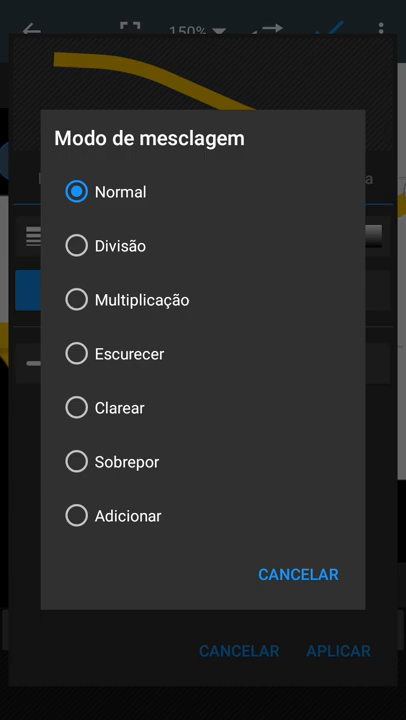 150%
Modo de mesclagem
Normal
Divisão
Multiplicação
Escurecer
Clarear
Sobrepor
Adicionar
CANCELAR
CANCELAR APLICAR